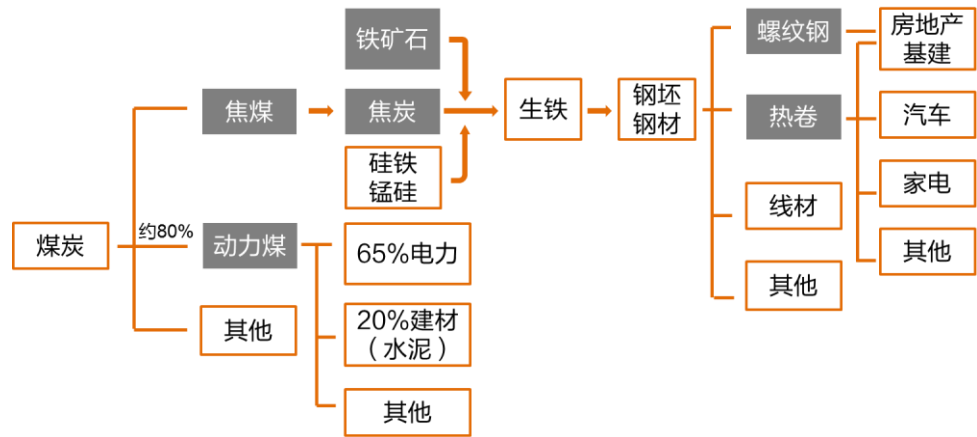 煤炭
约80%
焦煤
动力煤
其他
铁矿石
焦炭
硅铁
锰硅
65%电力
20%建材
（水泥）
其他
生铁
钢坯
钢材
螺纹钢
热卷
线材
其他
房地产
基建
汽车
家电
其他